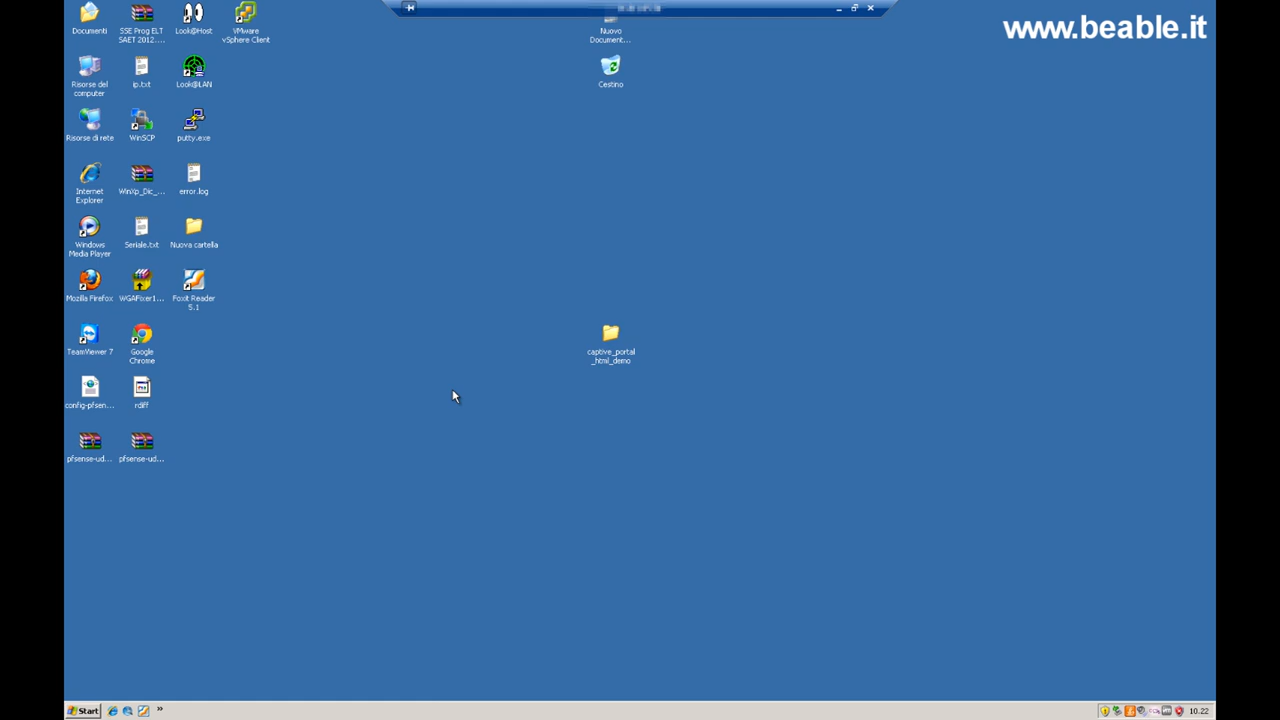 www.beable.it
Documenti
SSE Prog ELT
SAET 2012....
Look@Host
VMware
vSphere Client
Nuovo
Document...
Risorse del
computer
ip.txt
Look@LAN
Cestino
Risorse di rete
WinSCP
putty.exe
Internet
Explorer
WinXp_Dic_...
error.log
Windows
Media Player
Seriale.txt
Nuova cartella
Mozilla Firefox
WGAFixer1...
Foxit Reader
5.1
TeamViewer 7
Google
Chrome
captive_portal
_html_demo
config-pfsen...
rdiff
pfsense-ud...
pfsense-ud...
Start
10.22